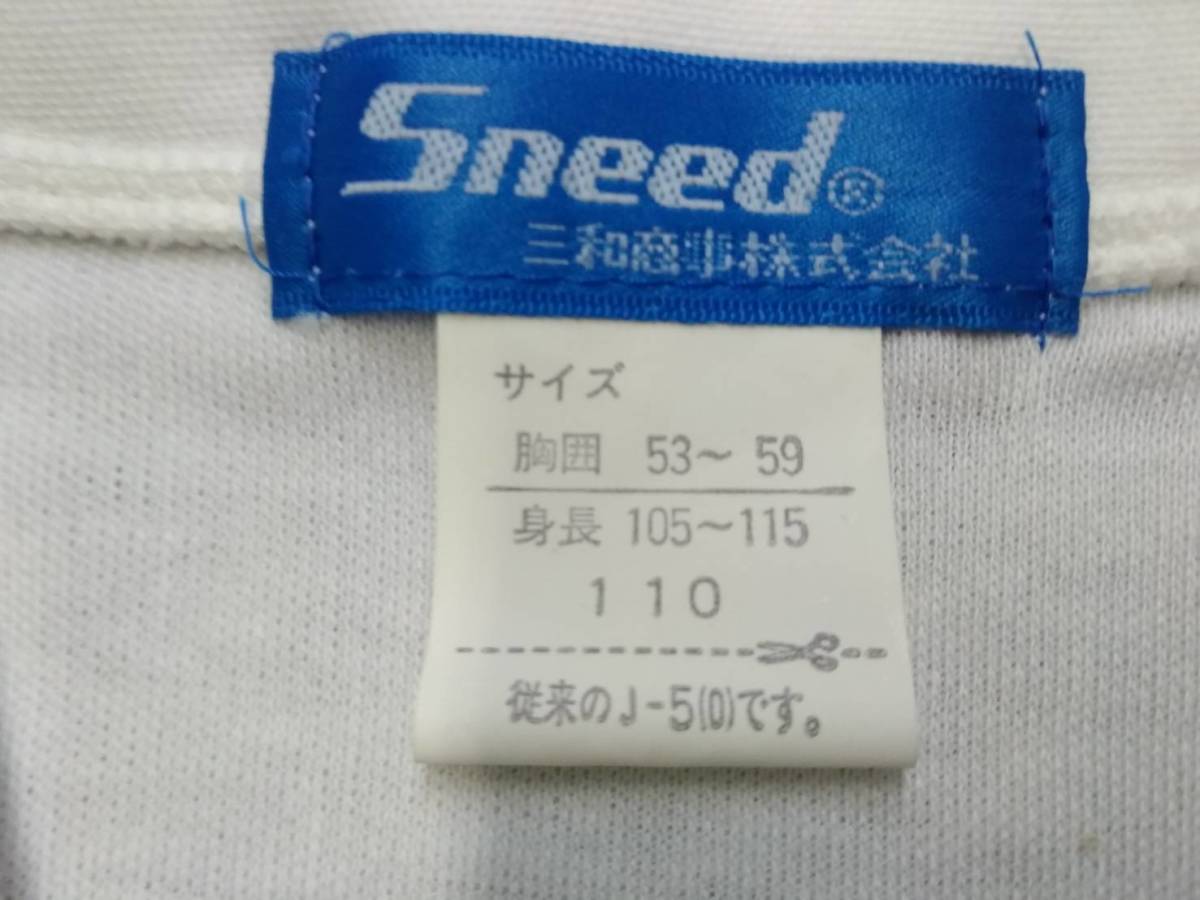 Sneed®
三和商事株式会社
サイズ
胸囲 53〜59
身長 105〜115
110
従来のJ-5(0)です。